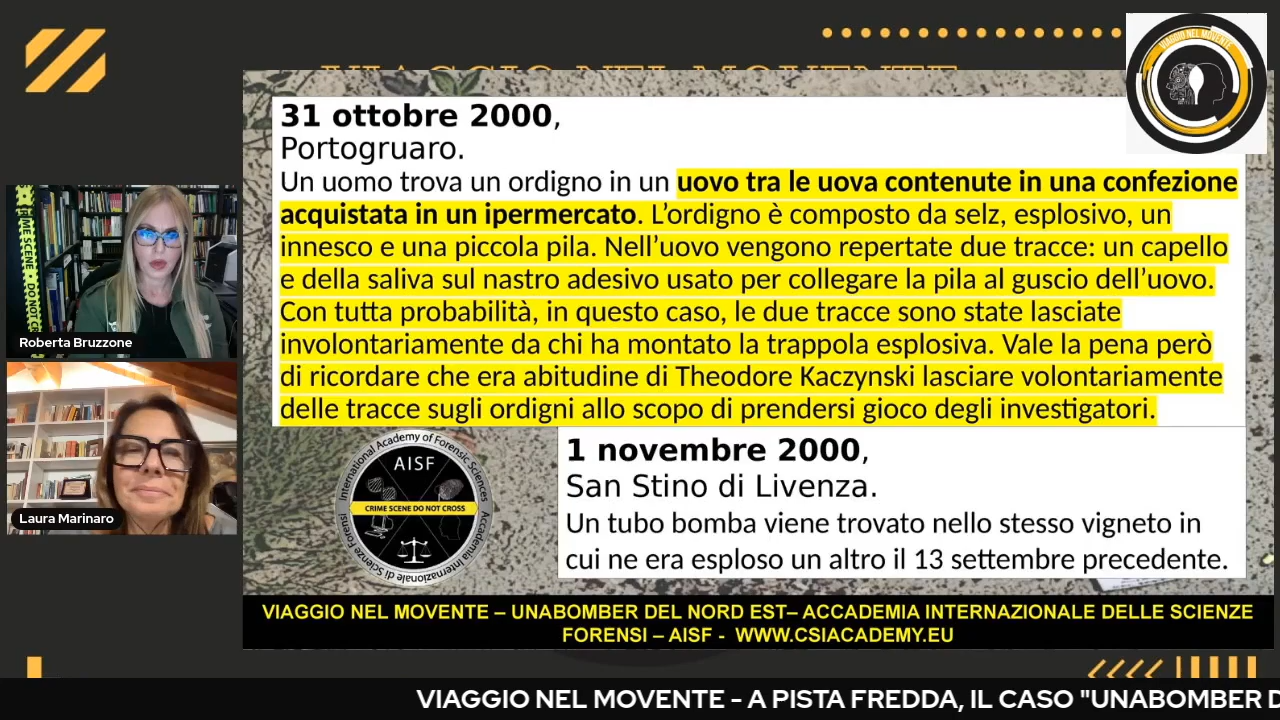 VIAGGIO NEL MOVENTE
VIAGGIO NEL MOVENTE
31 ottobre 2000,
Portogruaro.
Un uomo trova un ordigno in un uovo tra le uova contenute in una confezione
acquistata in un ipermercato. L’ordigno è composto da selz, esplosivo, un
innesco e una piccola pila. Nell’uovo vengono repertate due tracce: un capello
e della saliva sul nastro adesivo usato per collegare la pila al guscio dell’uovo.
Con tutta probabilità, in questo caso, le due tracce sono state lasciate
involontariamente da chi ha montato la trappola esplosiva. Vale la pena però
di ricordare che era abitudine di Theodore Kaczynski lasciare volontariamente
delle tracce sugli ordigni allo scopo di prendersi gioco degli investigatori.
Roberta Bruzzone
Laura Marinaro
International Academy of Forensic Sciences
AISF
CRIME SCENE DO NOT CROSS
Accademia Internazionale di Scienze Forensi
1 novembre 2000,
San Stino di Livenza.
Un tubo bomba viene trovato nello stesso vigneto in
cui ne era esploso un altro il 13 settembre precedente.
VIAGGIO NEL MOVENTE – UNABOMBER DEL NORD EST– ACCADEMIA INTERNAZIONALE DELLE SCIENZE
FORENSI – AISF - WWW.CSIACADEMY.EU
VIAGGIO NEL MOVENTE - A PISTA FREDDA, IL CASO "UNABOMBER D